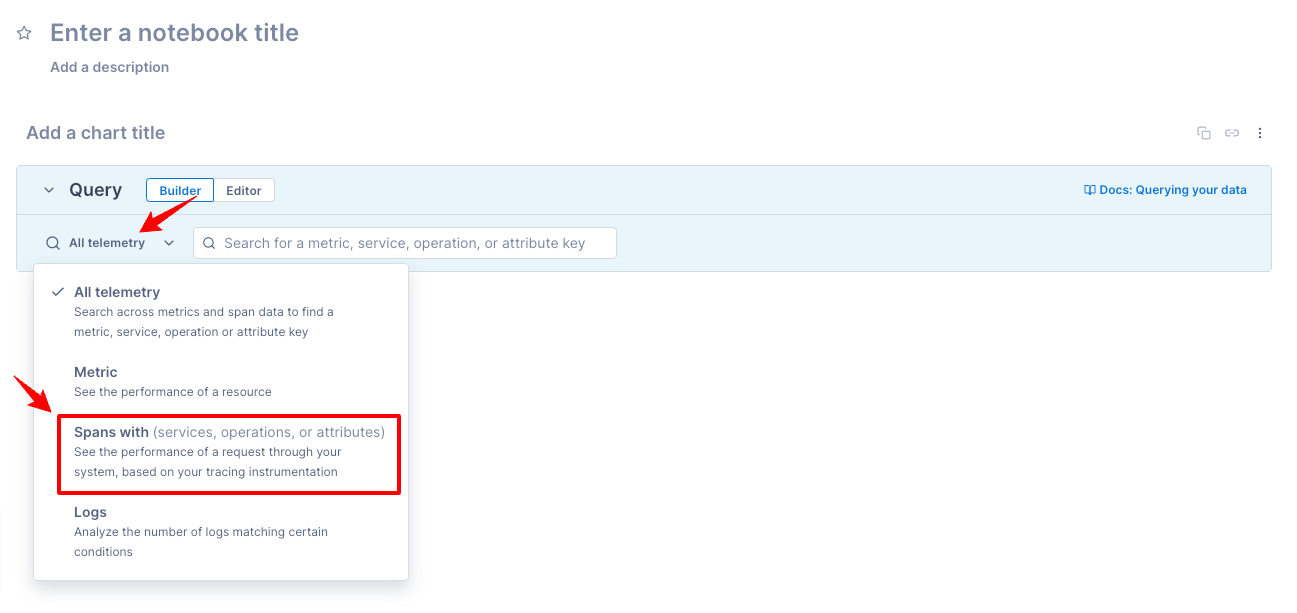 Enter a notebook title
Add a description
Add a chart title
Query
Builder
Editor
Docs: Querying your data
All telemetry
Search for a metric, service, operation, or attribute key
All telemetry
Search across metrics and span data to find a
metric, service, operation or attribute key
Metric
See the performance of a resource
Spans with (services, operations, or attributes)
See the performance of a request through your
system, based on your tracing instrumentation
Logs
Analyze the number of logs matching certain
conditions